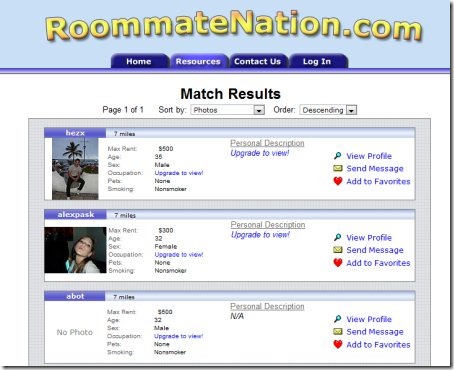 RoommateNation.com
Home Resources Contact Us Log In
Match Results
Page 1 of 1 Sort by: Photos Order: Descending
hezx 7 miles
Max Rent: $500
Age: 35
Sex: Male
Occupation: Upgrade to view!
Pets: None
Smoking: Nonsmoker
Personal Description
Upgrade to view!
View Profile
Send Message
Add to Favorites
alexpask 7 miles
Max Rent: $300
Age: 32
Sex: Female
Occupation: Upgrade to view!
Pets: None
Smoking: Nonsmoker
Personal Description
Upgrade to view!
View Profile
Send Message
Add to Favorites
abot 7 miles
No Photo
Max Rent: $500
Age: 32
Sex: Male
Occupation: Upgrade to view!
Pets: None
Smoking: Nonsmoker
Personal Description
N/A
View Profile
Send Message
Add to Favorites